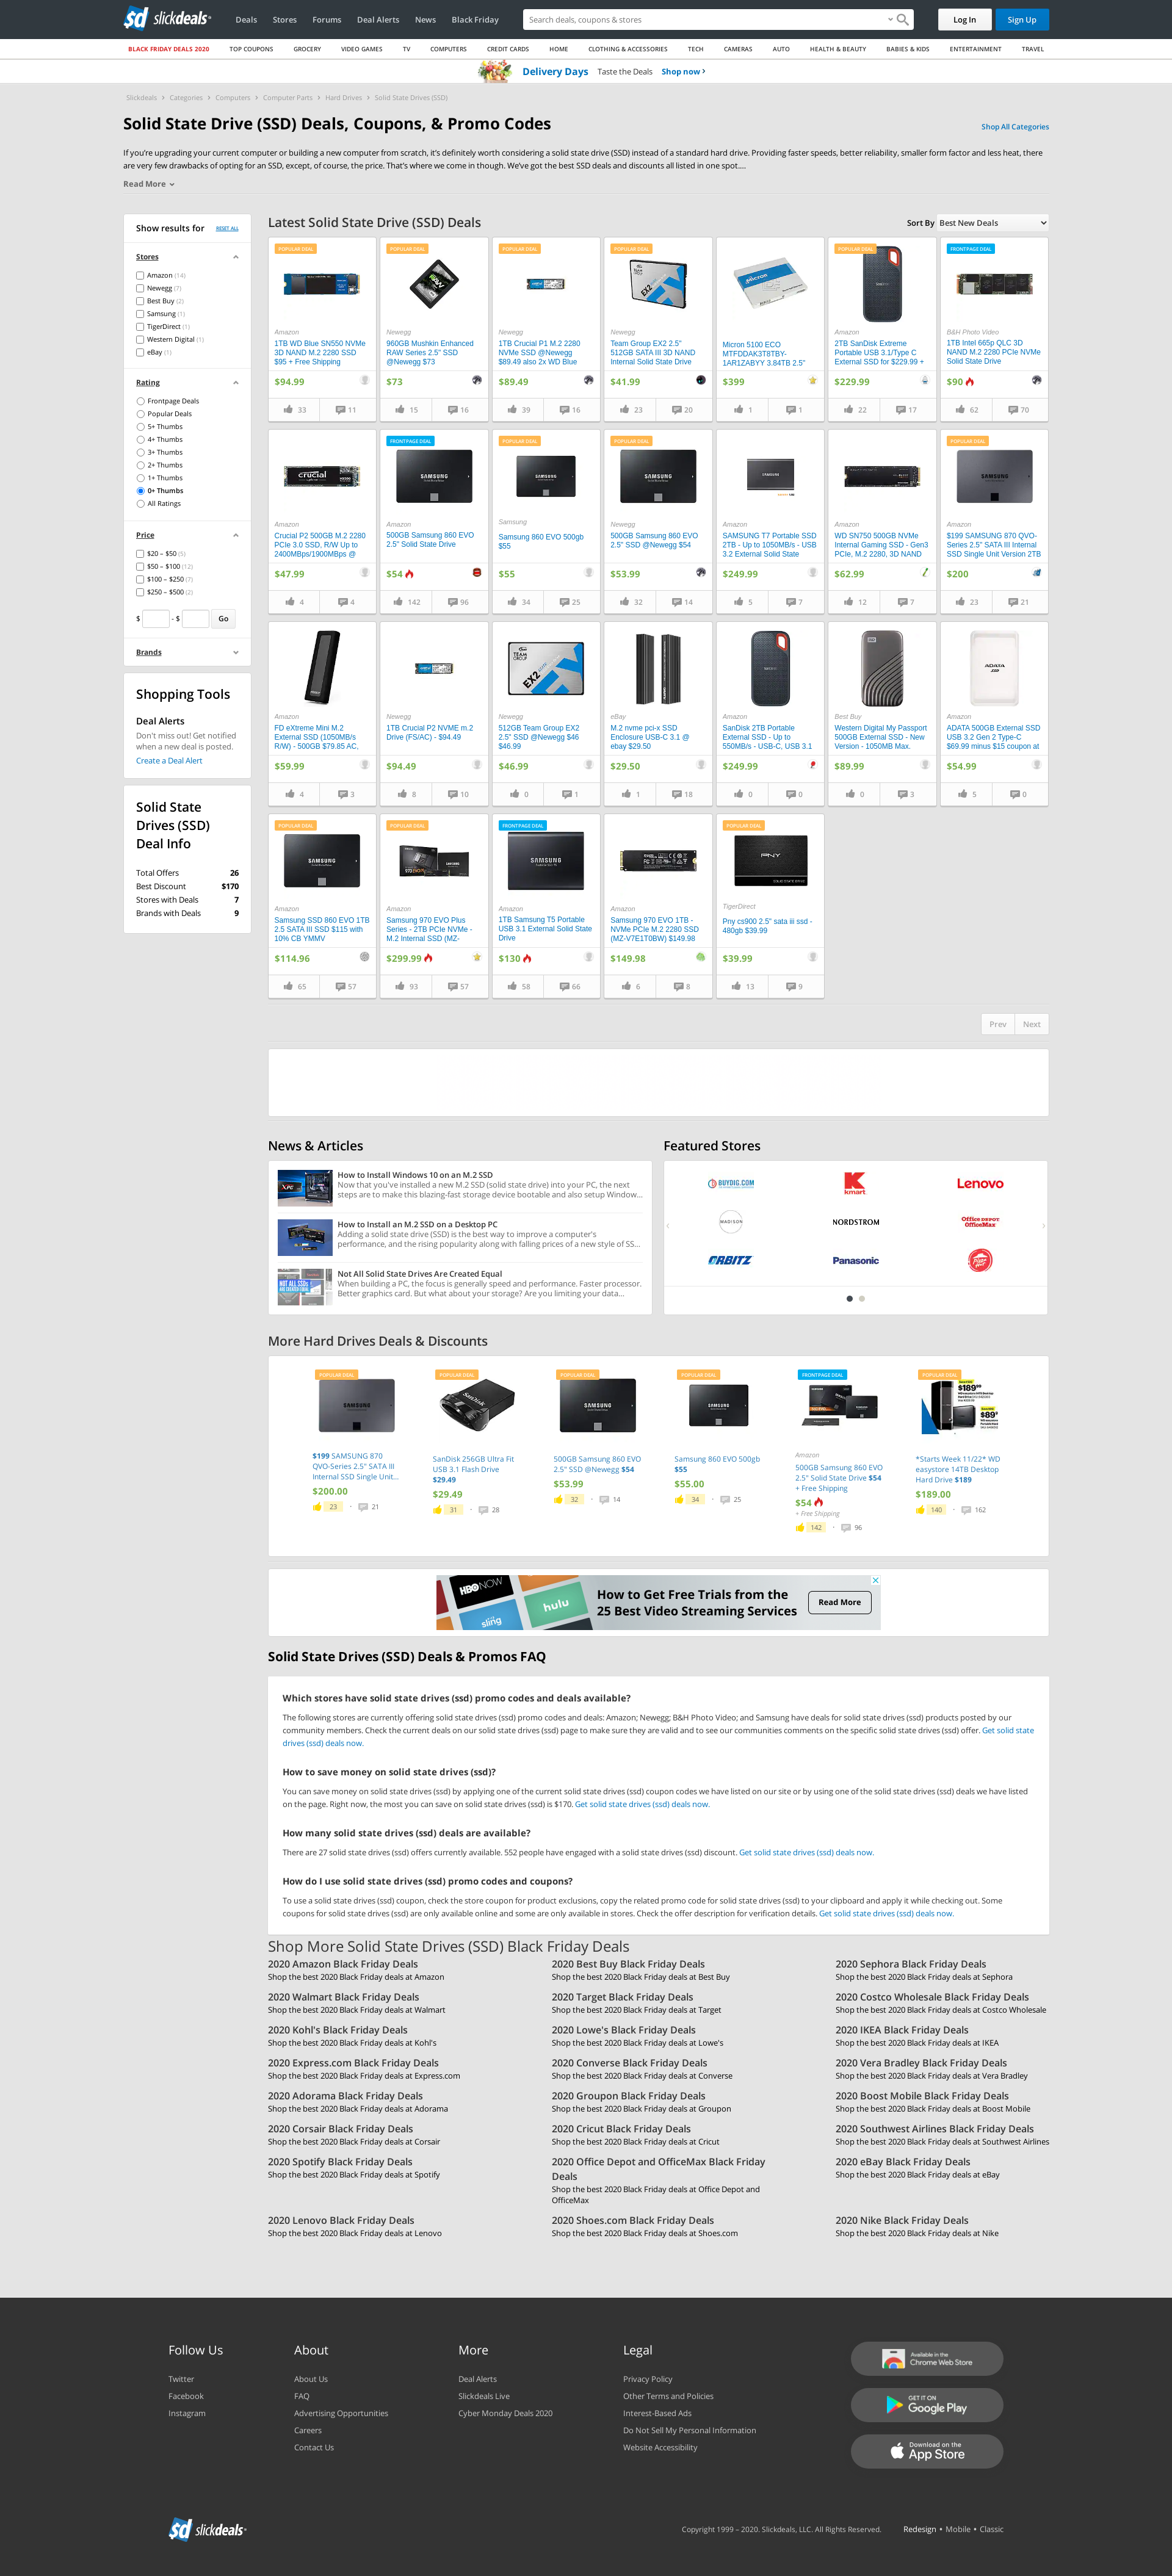 slickdeals
Deals Stores Forums Deal Alerts News Black Friday
Search deals, coupons & stores
Log In
Sign Up
BLACK FRIDAY DEALS 2020 TOP COUPONS GROCERY VIDEO GAMES TV COMPUTERS CREDIT CARDS HOME CLOTHING & ACCESSORIES TECH CAMERAS AUTO HEALTH & BEAUTY BABIES & KIDS ENTERTAINMENT TRAVEL
Delivery Days Taste the Deals Shop now ›
Slickdeals › Categories › Computers › Computer Parts › Hard Drives › Solid State Drives (SSD)
Solid State Drive (SSD) Deals, Coupons, & Promo Codes
Shop All Categories
If you're upgrading your current computer or building a new computer from scratch, it's definitely worth considering a solid state drive (SSD) instead of a standard hard drive. Providing faster speeds, better reliability, smaller form factor and less heat, there
are very few drawbacks of opting for an SSD, except, of course, the price. That's where we come in though. We've got the best SSD deals and discounts all listed in one spot....
Read More
Show results for RESET ALL
Stores
Amazon (14)
Newegg (7)
Best Buy (2)
Samsung (1)
TigerDirect (1)
Western Digital (1)
eBay (1)
Rating
Frontpage Deals
Popular Deals
5+ Thumbs
4+ Thumbs
3+ Thumbs
2+ Thumbs
1+ Thumbs
0+ Thumbs
All Ratings
Price
$20 – $50 (5)
$50 – $100 (12)
$100 – $250 (7)
$250 – $500 (2)
$ - $ Go
Brands
Shopping Tools
Deal Alerts
Don't miss out! Get notified
when a new deal is posted.
Create a Deal Alert
Solid State
Drives (SSD)
Deal Info
Total Offers 26
Best Discount $170
Stores with Deals 7
Brands with Deals 9
Latest Solid State Drive (SSD) Deals
Sort By Best New Deals
POPULAR DEAL
Amazon
1TB WD Blue SN550 NVMe
3D NAND M.2 2280 SSD
$95 + Free Shipping
$94.99
33 11
POPULAR DEAL
Newegg
960GB Mushkin Enhanced
RAW Series 2.5" SSD
@Newegg $73
$73
15 16
POPULAR DEAL
Newegg
1TB Crucial P1 M.2 2280
NVMe SSD @Newegg
$89.49 also 2x WD Blue
$89.49
39 16
POPULAR DEAL
Newegg
Team Group EX2 2.5"
512GB SATA III 3D NAND
Internal Solid State Drive
$41.99
23 20
Micron 5100 ECO
MTFDDAK3T8TBY-
1AR1ZABYY 3.84TB 2.5"
$399
1 1
POPULAR DEAL
Amazon
2TB SanDisk Extreme
Portable USB 3.1/Type C
External SSD for $229.99 +
$229.99
22 17
FRONTPAGE DEAL
B&H Photo Video
1TB Intel 665p QLC 3D
NAND M.2 2280 PCIe NVMe
Solid State Drive
$90
62 70
Amazon
Crucial P2 500GB M.2 2280
PCIe 3.0 SSD, R/W Up to
2400MBps/1900MBps @
$47.99
4 4
FRONTPAGE DEAL
Amazon
500GB Samsung 860 EVO
2.5" Solid State Drive
$54
142 96
POPULAR DEAL
Samsung
Samsung 860 EVO 500gb
$55
$55
34 25
POPULAR DEAL
Newegg
500GB Samsung 860 EVO
2.5" SSD @Newegg $54
$53.99
32 14
Amazon
SAMSUNG T7 Portable SSD
2TB - Up to 1050MB/s - USB
3.2 External Solid State
$249.99
5 7
Amazon
WD SN750 500GB NVMe
Internal Gaming SSD - Gen3
PCIe, M.2 2280, 3D NAND
$62.99
12 7
POPULAR DEAL
Amazon
$199 SAMSUNG 870 QVO-
Series 2.5" SATA III Internal
SSD Single Unit Version 2TB
$200
23 21
Amazon
FD eXtreme Mini M.2
External SSD (1050MB/s
R/W) - 500GB $79.85 AC,
$59.99
4 3
Newegg
1TB Crucial P2 NVME m.2
Drive (FS/AC) - $94.49
$94.49
8 10
Newegg
512GB Team Group EX2
2.5" SSD @Newegg $46
$46.99
$46.99
0 1
eBay
M.2 nvme pci-x SSD
Enclosure USB-C 3.1 @
ebay $29.50
$29.50
1 18
Amazon
SanDisk 2TB Portable
External SSD - Up to
550MB/s - USB-C, USB 3.1
$249.99
0 0
Best Buy
Western Digital My Passport
500GB External SSD - New
Version - 1050MB Max.
$89.99
0 3
Amazon
ADATA 500GB External SSD
USB 3.2 Gen 2 Type-C
$69.99 minus $15 coupon at
$54.99
5 0
POPULAR DEAL
Amazon
Samsung SSD 860 EVO 1TB
2.5 SATA III SSD $115 with
10% CB YMMV
$114.96
65 57
POPULAR DEAL
Amazon
Samsung 970 EVO Plus
Series - 2TB PCIe NVMe -
M.2 Internal SSD (MZ-
$299.99
93 57
FRONTPAGE DEAL
Amazon
1TB Samsung T5 Portable
USB 3.1 External Solid State
Drive
$130
58 66
Amazon
Samsung 970 EVO 1TB -
NVMe PCIe M.2 2280 SSD
(MZ-V7E1T0BW) $149.98
$149.98
6 8
POPULAR DEAL
TigerDirect
Pny cs900 2.5" sata iii ssd -
480gb $39.99
$39.99
13 9
Prev Next
News & Articles
How to Install Windows 10 on an M.2 SSD
Now that you've installed a new M.2 SSD (solid state drive) into your PC, the next
steps are to make this blazing-fast storage device bootable and also setup Window...
How to Install an M.2 SSD on a Desktop PC
Adding a solid state drive (SSD) is the best way to improve a computer's
performance, and the rising popularity along with falling prices of a new style of SS...
Not All Solid State Drives Are Created Equal
When building a PC, the focus is generally speed and performance. Faster processor.
Better graphics card. But what about your storage? Are you limiting your data...
Featured Stores
BUYDIG.COM kmart Lenovo
MADISON NORDSTROM Office DEPOT OfficeMax
ORBITZ Panasonic Pizza Hut
More Hard Drives Deals & Discounts
POPULAR DEAL
$199 SAMSUNG 870
QVO-Series 2.5" SATA III
Internal SSD Single Unit...
$200.00
23 · 21
POPULAR DEAL
SanDisk 256GB Ultra Fit
USB 3.1 Flash Drive
$29.49
$29.49
31 · 28
POPULAR DEAL
500GB Samsung 860 EVO
2.5" SSD @Newegg $54
$53.99
32 · 14
POPULAR DEAL
Samsung 860 EVO 500gb
$55
$55.00
34 · 25
FRONTPAGE DEAL
Amazon
500GB Samsung 860 EVO
2.5" Solid State Drive $54
+ Free Shipping
$54
+ Free Shipping
142 · 96
POPULAR DEAL
*Starts Week 11/22* WD
easystore 14TB Desktop
Hard Drive $189
$189.00
140 · 162
HBO NOW
sling
hulu
How to Get Free Trials from the
25 Best Video Streaming Services
Read More
Solid State Drives (SSD) Deals & Promos FAQ
Which stores have solid state drives (ssd) promo codes and deals available?
The following stores are currently offering solid state drives (ssd) promo codes and deals: Amazon; Newegg; B&H Photo Video; and Samsung have deals for solid state drives (ssd) products posted by our
community members. Check the current deals on our solid state drives (ssd) page to make sure they are valid and to see our communities comments on the specific solid state drives (ssd) offer. Get solid state
drives (ssd) deals now.
How to save money on solid state drives (ssd)?
You can save money on solid state drives (ssd) by applying one of the current solid state drives (ssd) coupon codes we have listed on our site or by using one of the solid state drives (ssd) deals we have listed
on the page. Right now, the most you can save on solid state drives (ssd) is $170. Get solid state drives (ssd) deals now.
How many solid state drives (ssd) deals are available?
There are 27 solid state drives (ssd) offers currently available. 552 people have engaged with a solid state drives (ssd) discount. Get solid state drives (ssd) deals now.
How do I use solid state drives (ssd) promo codes and coupons?
To use a solid state drives (ssd) coupon, check the store coupon for product exclusions, copy the related promo code for solid state drives (ssd) to your clipboard and apply it while checking out. Some
coupons for solid state drives (ssd) are only available online and some are only available in stores. Check the offer description for verification details. Get solid state drives (ssd) deals now.
Shop More Solid State Drives (SSD) Black Friday Deals
2020 Amazon Black Friday Deals
Shop the best 2020 Black Friday deals at Amazon
2020 Best Buy Black Friday Deals
Shop the best 2020 Black Friday deals at Best Buy
2020 Sephora Black Friday Deals
Shop the best 2020 Black Friday deals at Sephora
2020 Walmart Black Friday Deals
Shop the best 2020 Black Friday deals at Walmart
2020 Target Black Friday Deals
Shop the best 2020 Black Friday deals at Target
2020 Costco Wholesale Black Friday Deals
Shop the best 2020 Black Friday deals at Costco Wholesale
2020 Kohl's Black Friday Deals
Shop the best 2020 Black Friday deals at Kohl's
2020 Lowe's Black Friday Deals
Shop the best 2020 Black Friday deals at Lowe's
2020 IKEA Black Friday Deals
Shop the best 2020 Black Friday deals at IKEA
2020 Express.com Black Friday Deals
Shop the best 2020 Black Friday deals at Express.com
2020 Converse Black Friday Deals
Shop the best 2020 Black Friday deals at Converse
2020 Vera Bradley Black Friday Deals
Shop the best 2020 Black Friday deals at Vera Bradley
2020 Adorama Black Friday Deals
Shop the best 2020 Black Friday deals at Adorama
2020 Groupon Black Friday Deals
Shop the best 2020 Black Friday deals at Groupon
2020 Boost Mobile Black Friday Deals
Shop the best 2020 Black Friday deals at Boost Mobile
2020 Corsair Black Friday Deals
Shop the best 2020 Black Friday deals at Corsair
2020 Cricut Black Friday Deals
Shop the best 2020 Black Friday deals at Cricut
2020 Southwest Airlines Black Friday Deals
Shop the best 2020 Black Friday deals at Southwest Airlines
2020 Spotify Black Friday Deals
Shop the best 2020 Black Friday deals at Spotify
2020 Office Depot and OfficeMax Black Friday
Deals
Shop the best 2020 Black Friday deals at Office Depot and
OfficeMax
2020 eBay Black Friday Deals
Shop the best 2020 Black Friday deals at eBay
2020 Lenovo Black Friday Deals
Shop the best 2020 Black Friday deals at Lenovo
2020 Shoes.com Black Friday Deals
Shop the best 2020 Black Friday deals at Shoes.com
2020 Nike Black Friday Deals
Shop the best 2020 Black Friday deals at Nike
Follow Us
Twitter
Facebook
Instagram
About
About Us
FAQ
Advertising Opportunities
Careers
Contact Us
More
Deal Alerts
Slickdeals Live
Cyber Monday Deals 2020
Legal
Privacy Policy
Other Terms and Policies
Interest-Based Ads
Do Not Sell My Personal Information
Website Accessibility
Available in the
Chrome Web Store
GET IT ON
Google Play
Download on the
App Store
slickdeals
Copyright 1999 – 2020. Slickdeals, LLC. All Rights Reserved. Redesign • Mobile • Classic